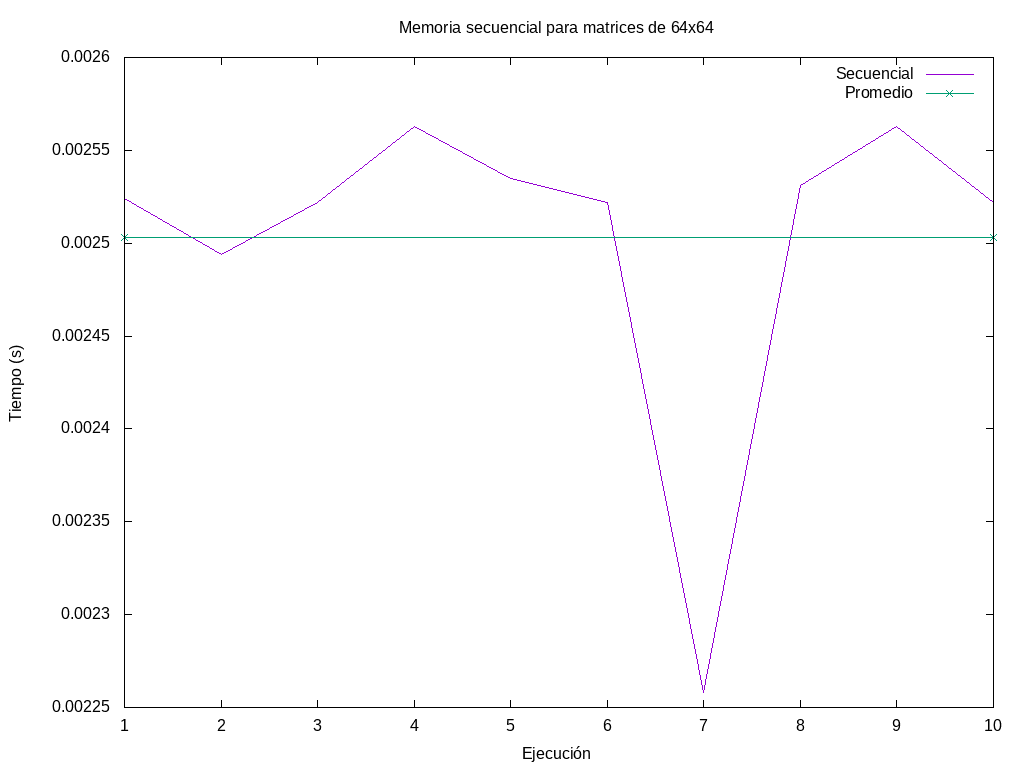 Memoria secuencial para matrices de 64x64
0.0026
0.00255
0.0025
0.00245
0.0024
0.00235
0.0023
0.00225
Tiempo (s)
Secuencial
Promedio
1 2 3 4 5 6 7 8 9 10
Ejecución